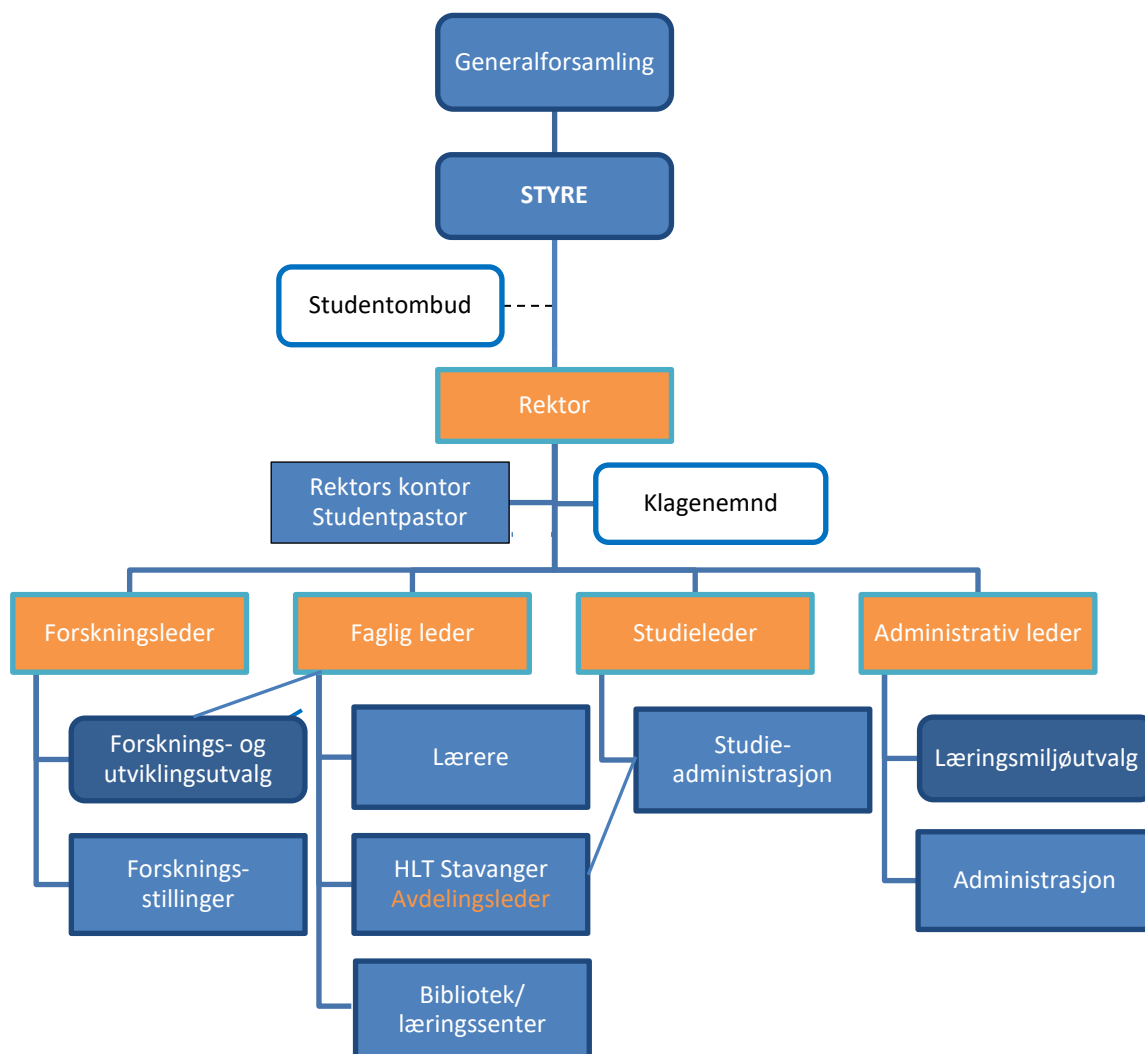 Generalforsamling
STYRE
Studentombud
Rektor
Rektors kontor
Studentpastor
Klagenemnd
Forskningsleder
Faglig leder
Studieleder
Administrativ leder
Forsknings- og
utviklingsutvalg
Lærere
Studie-
administrasjon
Læringsmiljøutvalg
Forsknings-
stillinger
HLT Stavanger
Avdelingsleder
Administrasjon
Bibliotek/
læringssenter